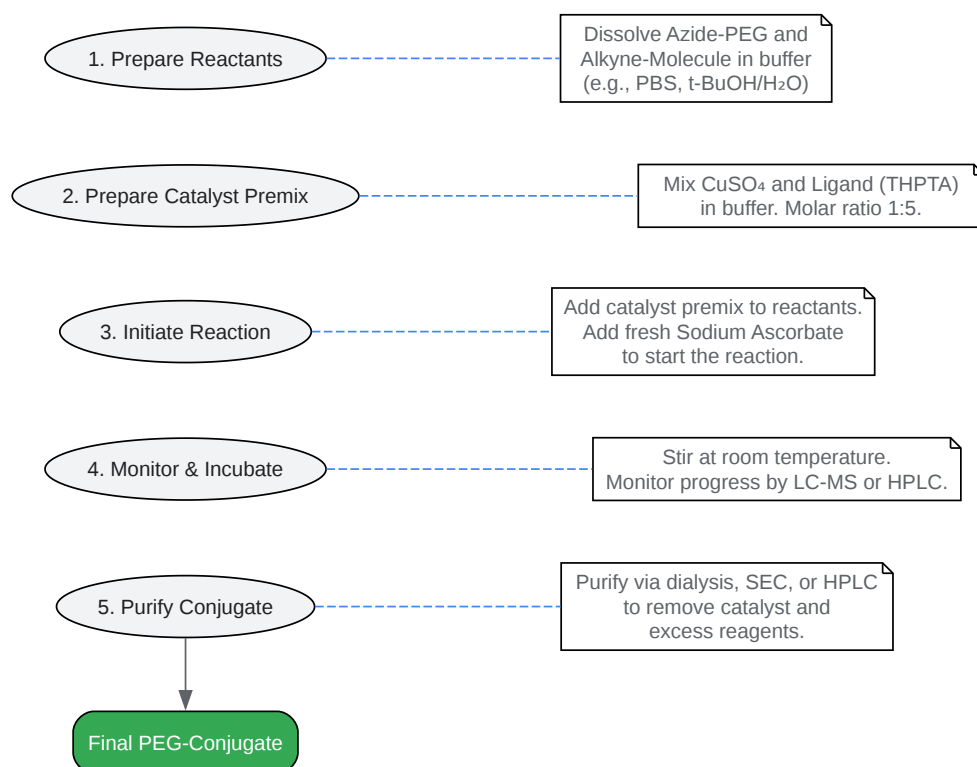 1. Prepare Reactants
Dissolve Azide-PEG and
Alkyne-Molecule in buffer
(e.g., PBS, t-BuOH/H₂O)
2. Prepare Catalyst Premix
Mix CuSO₄ and Ligand (THPTA)
in buffer. Molar ratio 1:5.
3. Initiate Reaction
Add catalyst premix to reactants.
Add fresh Sodium Ascorbate
to start the reaction.
4. Monitor & Incubate
Stir at room temperature.
Monitor progress by LC-MS or HPLC.
5. Purify Conjugate
Purify via dialysis, SEC, or HPLC
to remove catalyst and
excess reagents.
Final PEG-Conjugate